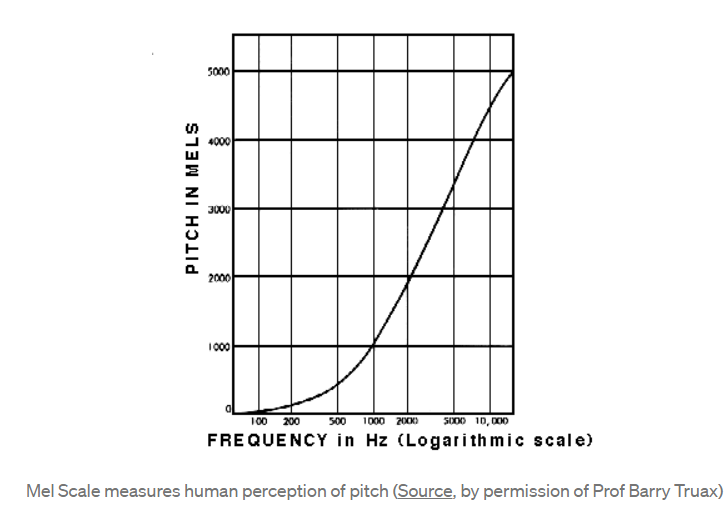 5000
4000
3000
2000
1000
0
PITCH IN MELS
100 200 500 1000 2000 5000 10,000
FREQUENCY in Hz (Logarithmic scale)
Mel Scale measures human perception of pitch (Source, by permission of Prof Barry Truax)